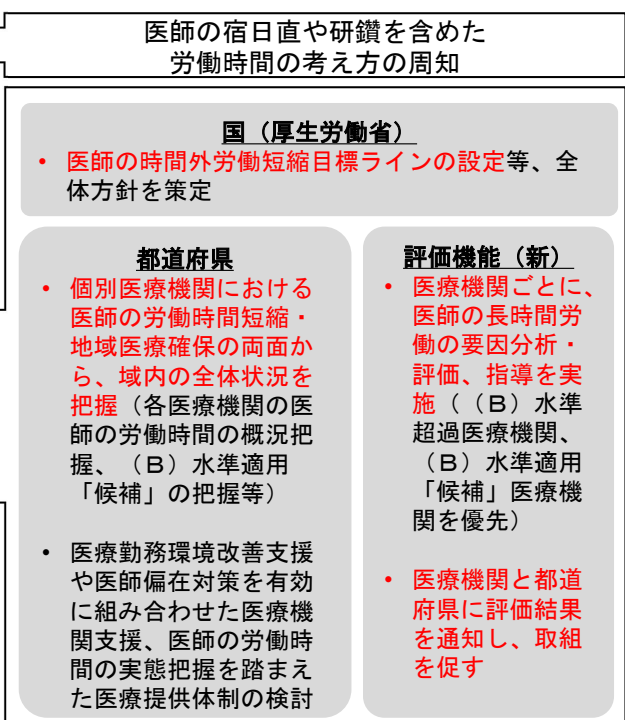 医師の宿日直や研鑽を含めた
労働時間の考え方の周知
国（厚生労働省）
• 医師の時間外労働短縮目標ラインの設定等、全
体方針を策定
都道府県
• 個別医療機関における
医師の労働時間短縮・
地域医療確保の両面か
ら、域内の全体状況を
把握（各医療機関の医
師の労働時間の概況把
握、（Ｂ）水準適用
「候補」の把握等）
• 医療勤務環境改善支援
や医師偏在対策を有効
に組み合わせた医療機
関支援、医師の労働時
間の実態把握を踏まえ
た医療提供体制の検討
評価機能（新）
• 医療機関ごとに、
医師の長時間労
働の要因分析・
評価、指導を実
施（（Ｂ）水準
超過医療機関、
（Ｂ）水準適用
「候補」医療機
関を優先）
• 医療機関と都道
府県に評価結果
を通知し、取組
を促す